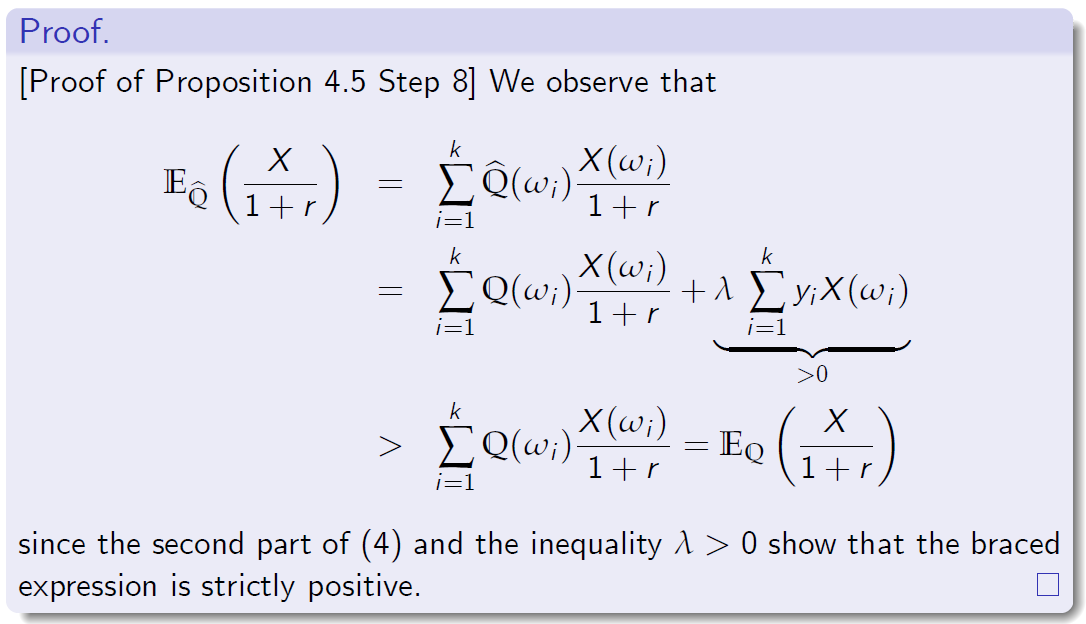 Proof.
[Proof of Proposition 4.5 Step 8] We observe that
$\mathbb{E}_{\widehat{\mathbb{Q}}}\left(\frac{X}{1+r}\right) = \sum_{i=1}^{k} \widehat{\mathbb{Q}}(\omega_i)\frac{X(\omega_i)}{1+r}$
$= \sum_{i=1}^{k} \mathbb{Q}(\omega_i)\frac{X(\omega_i)}{1+r} + \underbrace{\lambda \sum_{i=1}^{k} y_i X(\omega_i)}_{>0}$
$> \sum_{i=1}^{k} \mathbb{Q}(\omega_i)\frac{X(\omega_i)}{1+r} = \mathbb{E}_{\mathbb{Q}}\left(\frac{X}{1+r}\right)$
since the second part of (4) and the inequality $\lambda > 0$ show that the braced
expression is strictly positive. □